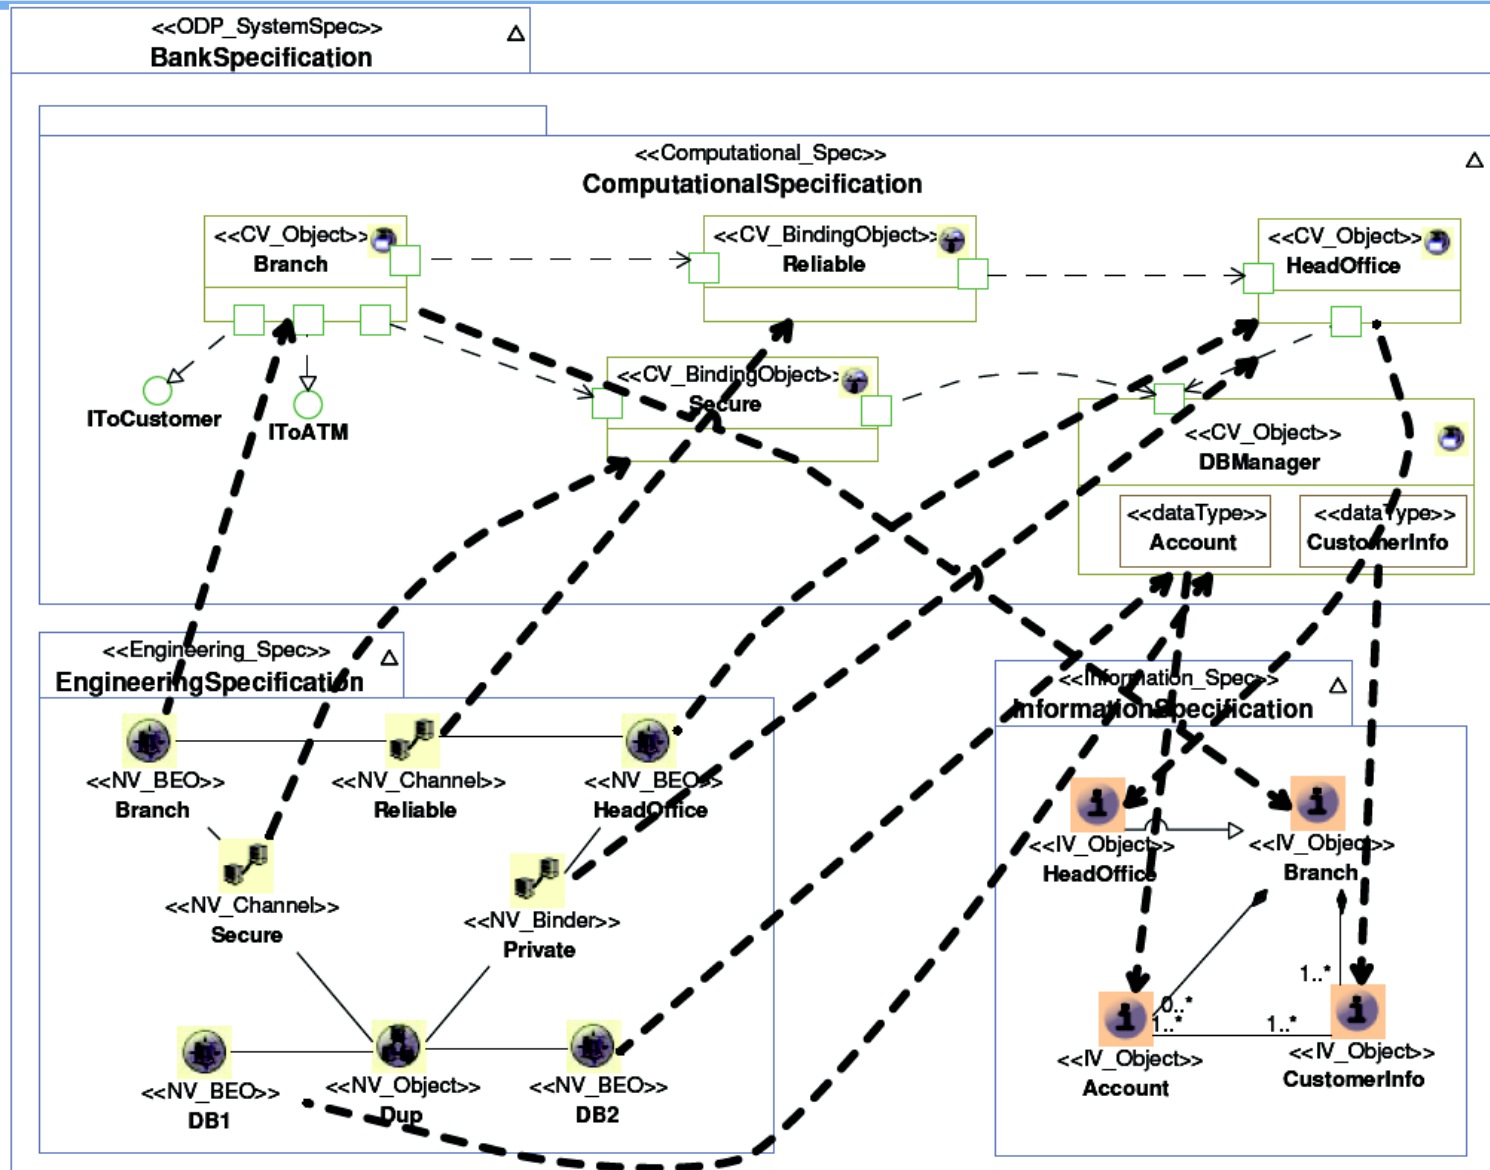 <<ODP_SystemSpec>>
BankSpecification
<<Computational_Spec>>
ComputationalSpecification
<<CV_Object>>
Branch
<<CV_BindingObject>>
Reliable
<<CV_Object>>
HeadOffice
IToCustomer
IToATM
<<CV_BindingObject>>
Secure
<<CV_Object>>
DBManager
<<dataType>>
Account
<<dataType>>
CustomerInfo
<<Engineering_Spec>>
EngineeringSpecification
<<NV_BEO>>
Branch
<<NV_Channel>>
Reliable
<<NV_BEO>>
HeadOffice
<<NV_Channel>>
Secure
<<NV_Binder>>
Private
<<NV_BEO>>
DB1
<<NV_Object>>
Dup
<<NV_BEO>>
DB2
<<Information_Spec>>
InformationSpecification
<<IV_Object>>
HeadOffice
<<IV_Object>>
Branch
1..*
0..*
1..*
1..*
<<IV_Object>>
Account
<<IV_Object>>
CustomerInfo